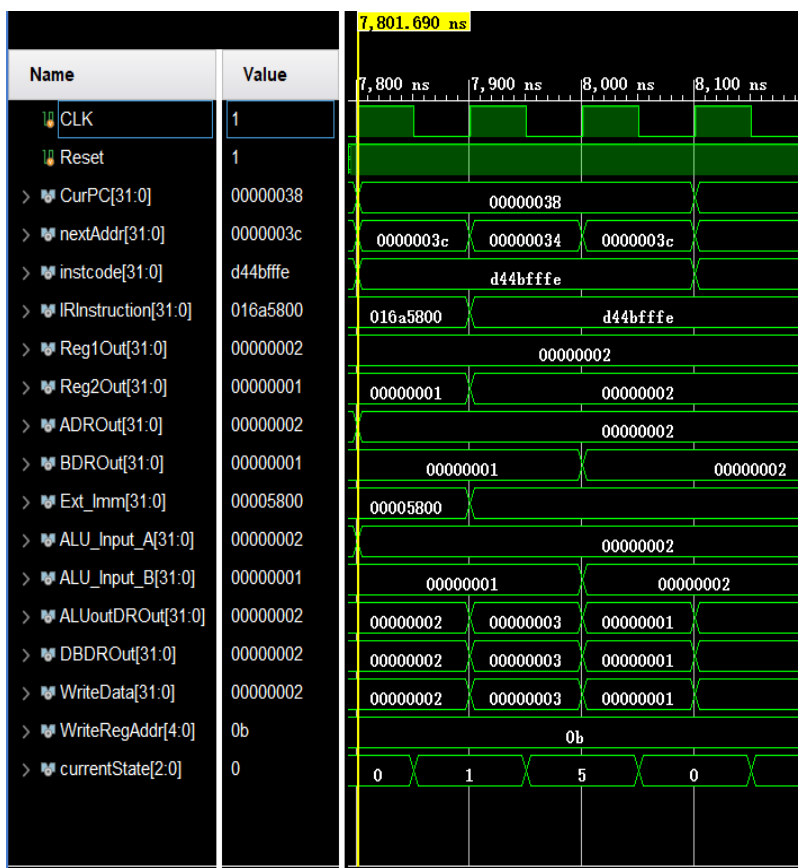 7,801.690 ns
Name Value 7,800 ns 7,900 ns 8,000 ns 8,100 ns
CLK 1
Reset 1
> CurPC[31:0] 00000038 00000038
> nextAddr[31:0] 0000003c 0000003c 00000034 0000003c
> instcode[31:0] d44bfffe d44bfffe
> IRInstruction[31:0] 016a5800 016a5800 d44bfffe
> Reg1Out[31:0] 00000002 00000002
> Reg2Out[31:0] 00000001 00000001 00000002
> ADROut[31:0] 00000002 00000002
> BDROut[31:0] 00000001 00000001 00000002
> Ext_Imm[31:0] 00005800 00005800
> ALU_Input_A[31:0] 00000002 00000002
> ALU_Input_B[31:0] 00000001 00000001 00000002
> ALUoutDROut[31:0] 00000002 00000002 00000003 00000001
> DBDROut[31:0] 00000002 00000002 00000003 00000001
> WriteData[31:0] 00000002 00000002 00000003 00000001
> WriteRegAddr[4:0] 0b 0b
> currentState[2:0] 0 0 1 5 0